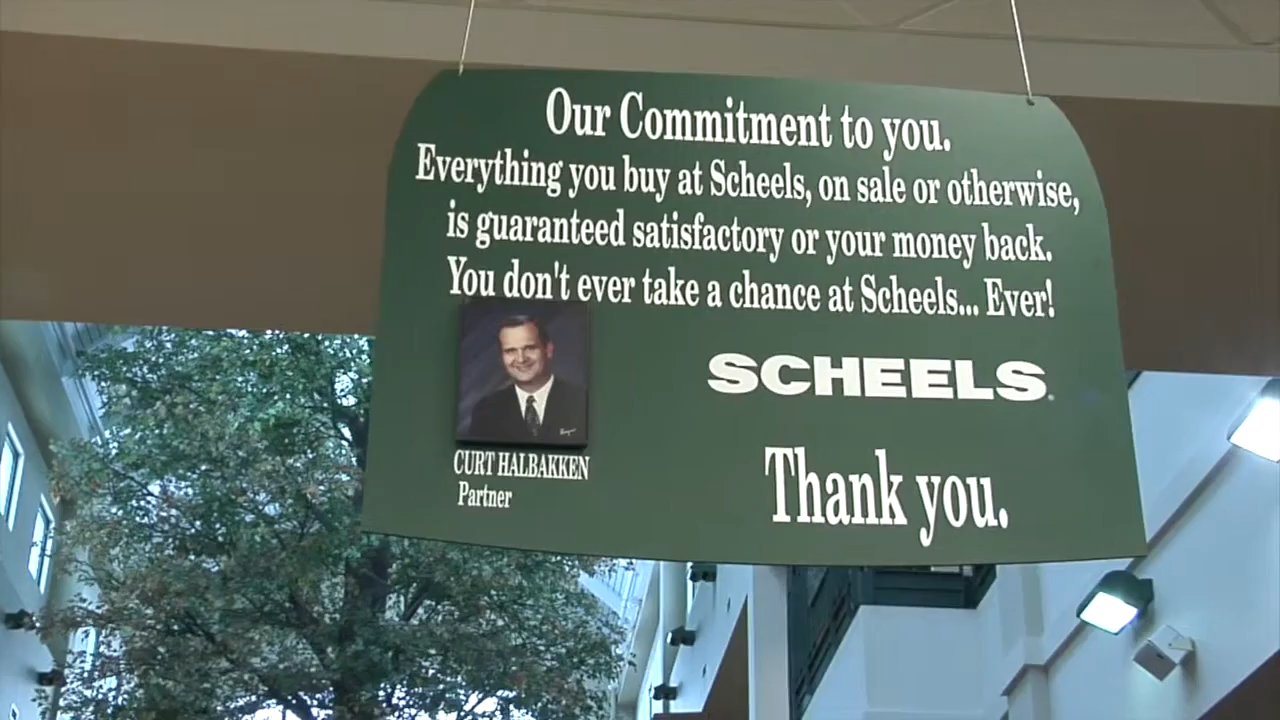 Our Commitment to you.
Everything you buy at Scheels, on sale or otherwise,
is guaranteed satisfactory or your money back.
You don't ever take a chance at Scheels... Ever!
SCHEELS
CURT HALBAKKEN
Partner
Thank you.